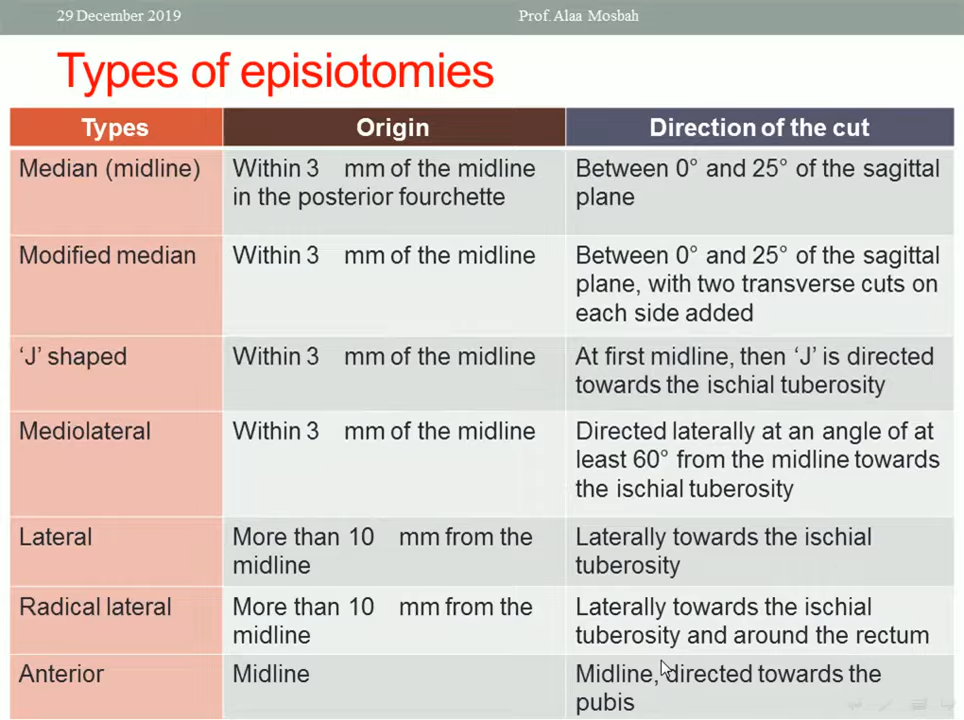 29 December 2019
Prof. Alaa Mosbah
Types of episiotomies
Types
Origin
Direction of the cut
Median (midline)
Within 3 mm of the midline
in the posterior fourchette
Between 0° and 25° of the sagittal
plane
Modified median
Within 3 mm of the midline
Between 0° and 25° of the sagittal
plane, with two transverse cuts on
each side added
‘J’ shaped
Within 3 mm of the midline
At first midline, then ‘J’ is directed
towards the ischial tuberosity
Mediolateral
Within 3 mm of the midline
Directed laterally at an angle of at
least 60° from the midline towards
the ischial tuberosity
Lateral
More than 10 mm from the
midline
Laterally towards the ischial
tuberosity
Radical lateral
More than 10 mm from the
midline
Laterally towards the ischial
tuberosity and around the rectum
Anterior
Midline
Midline, directed towards the
pubis